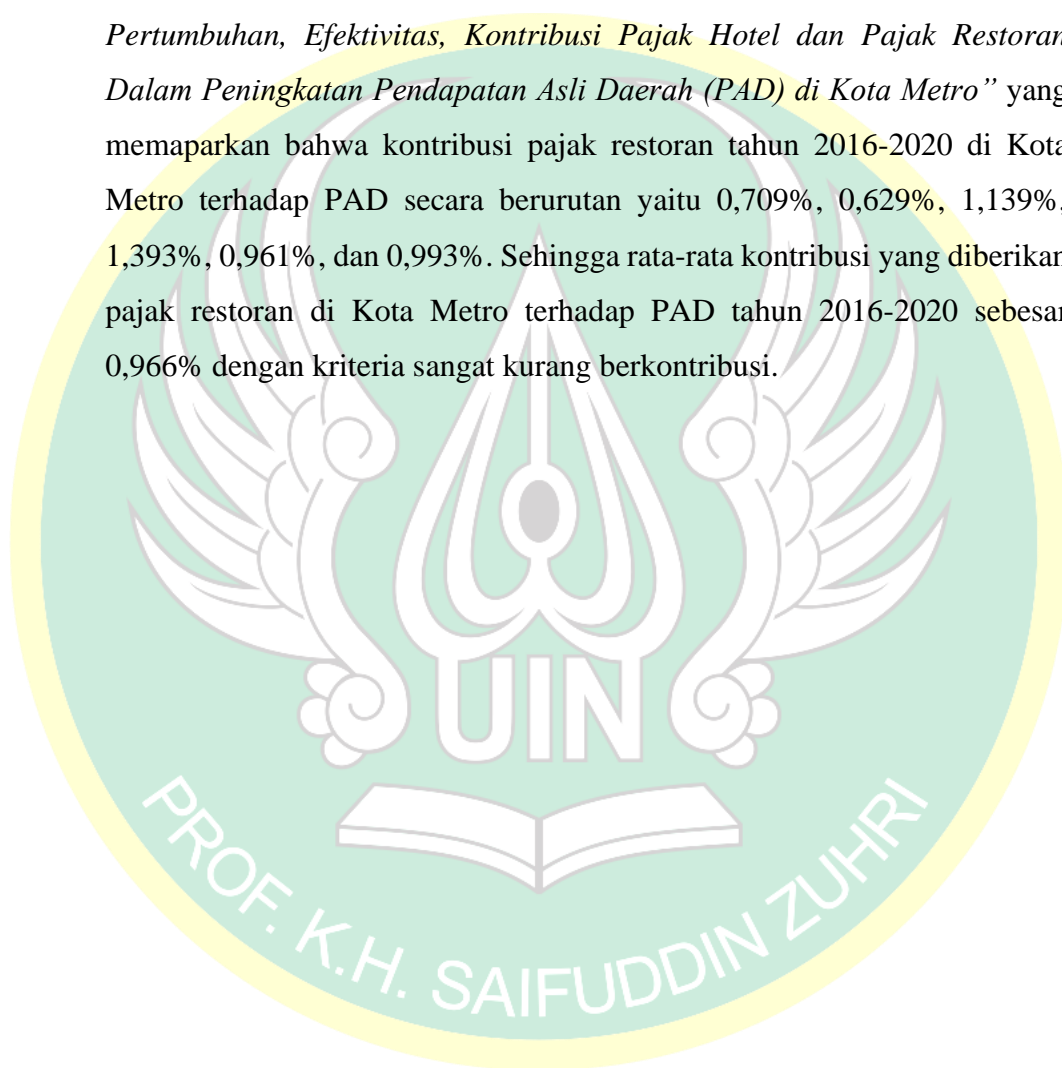 Pertumbuhan, Efektivitas, Kontribusi Pajak Hotel dan Pajak Restoran
Dalam Peningkatan Pendapatan Asli Daerah (PAD) di Kota Metro” yang
memaparkan bahwa kontribusi pajak restoran tahun 2016-2020 di Kota
Metro terhadap PAD secara berurutan yaitu 0,709%, 0,629%, 1,139%,
1,393%, 0,961%, dan 0,993%. Sehingga rata-rata kontribusi yang diberikan
pajak restoran di Kota Metro terhadap PAD tahun 2016-2020 sebesar
0,966% dengan kriteria sangat kurang berkontribusi.
UIN
PROF. K.H. SAIFUDDIN ZUHRI